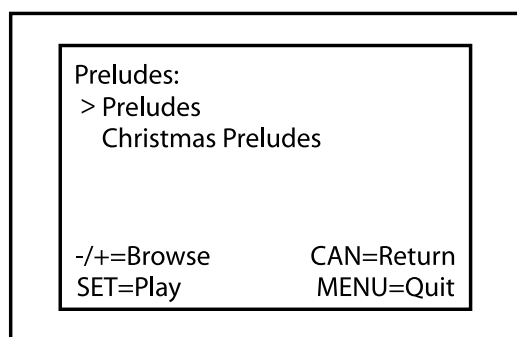 Preludes:
> Preludes
Christmas Preludes
-/+=Browse CAN=Return
SET=Play MENU=Quit